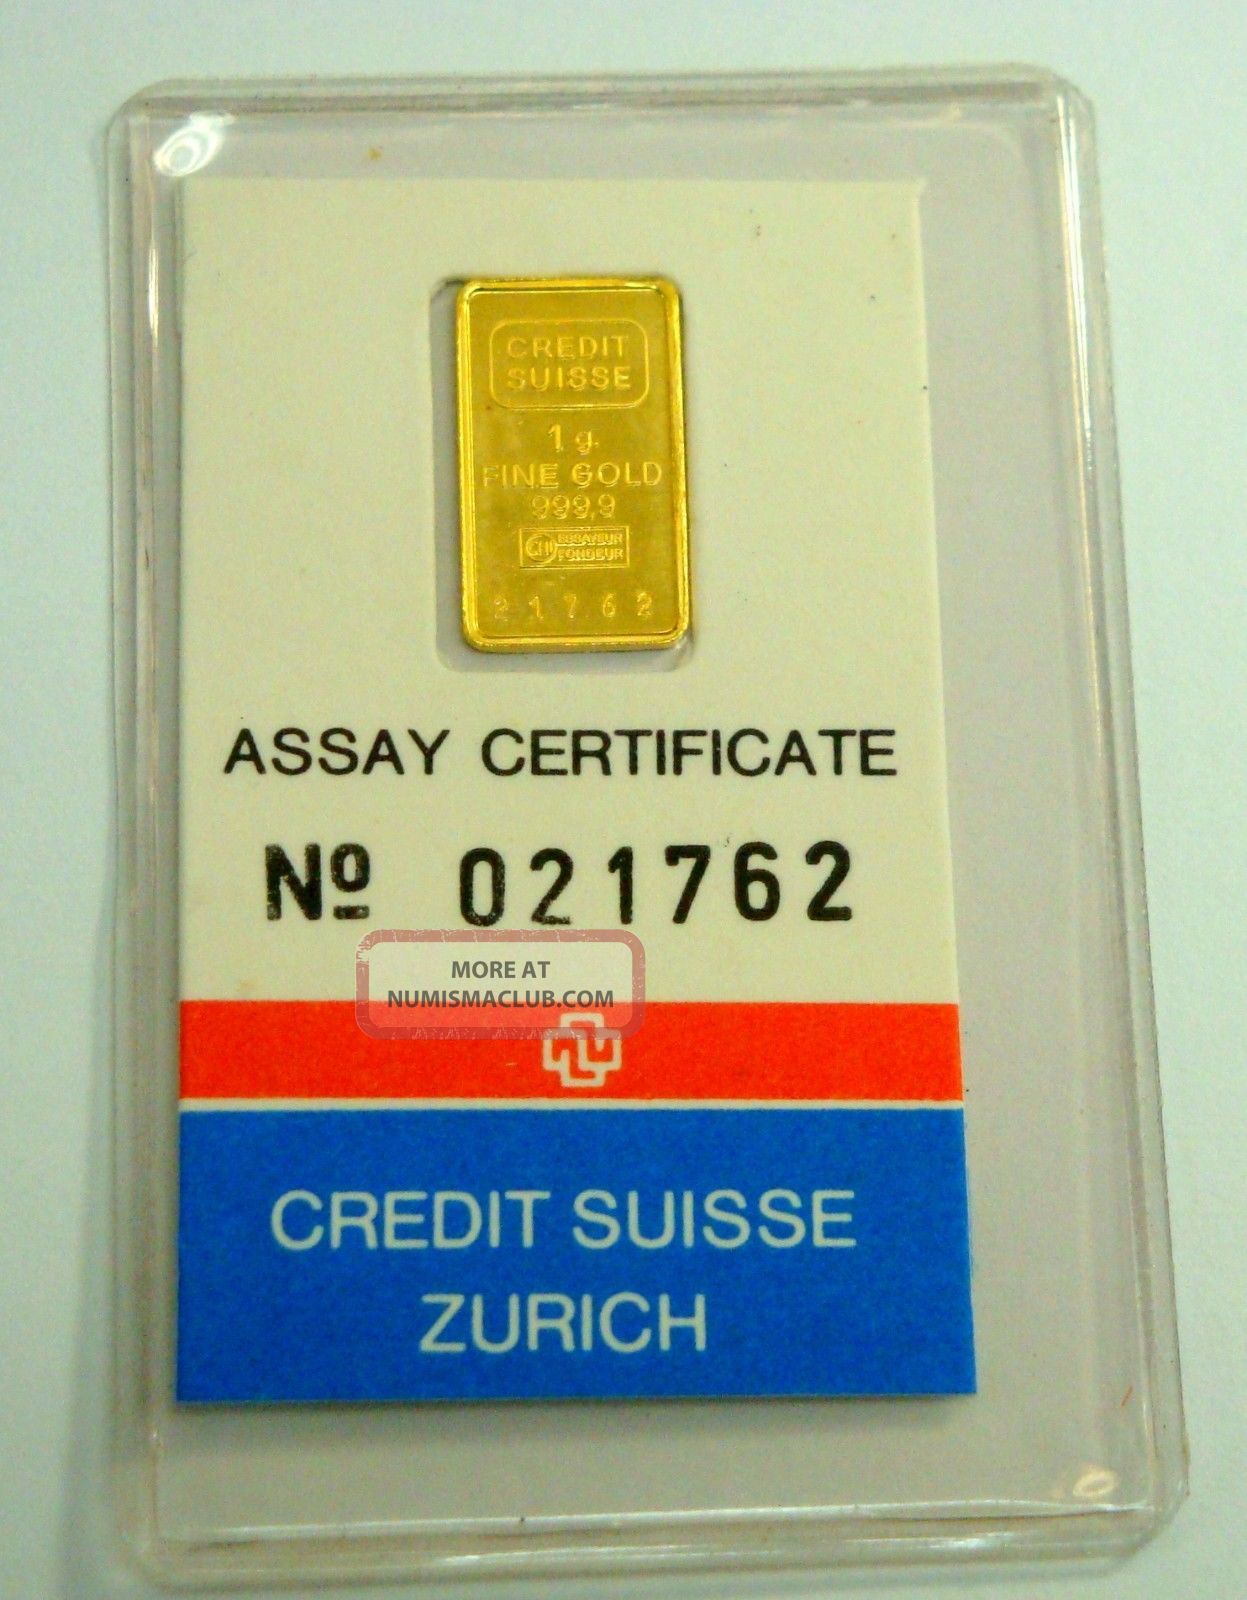 CREDIT
SUISSE
1 g.
FINE GOLD
999,9
CHI ESSAYEUR
FONDEUR
21762
ASSAY CERTIFICATE
Nº 021762
MORE AT
NUMISMACLUB.COM
CREDIT SUISSE
ZURICH